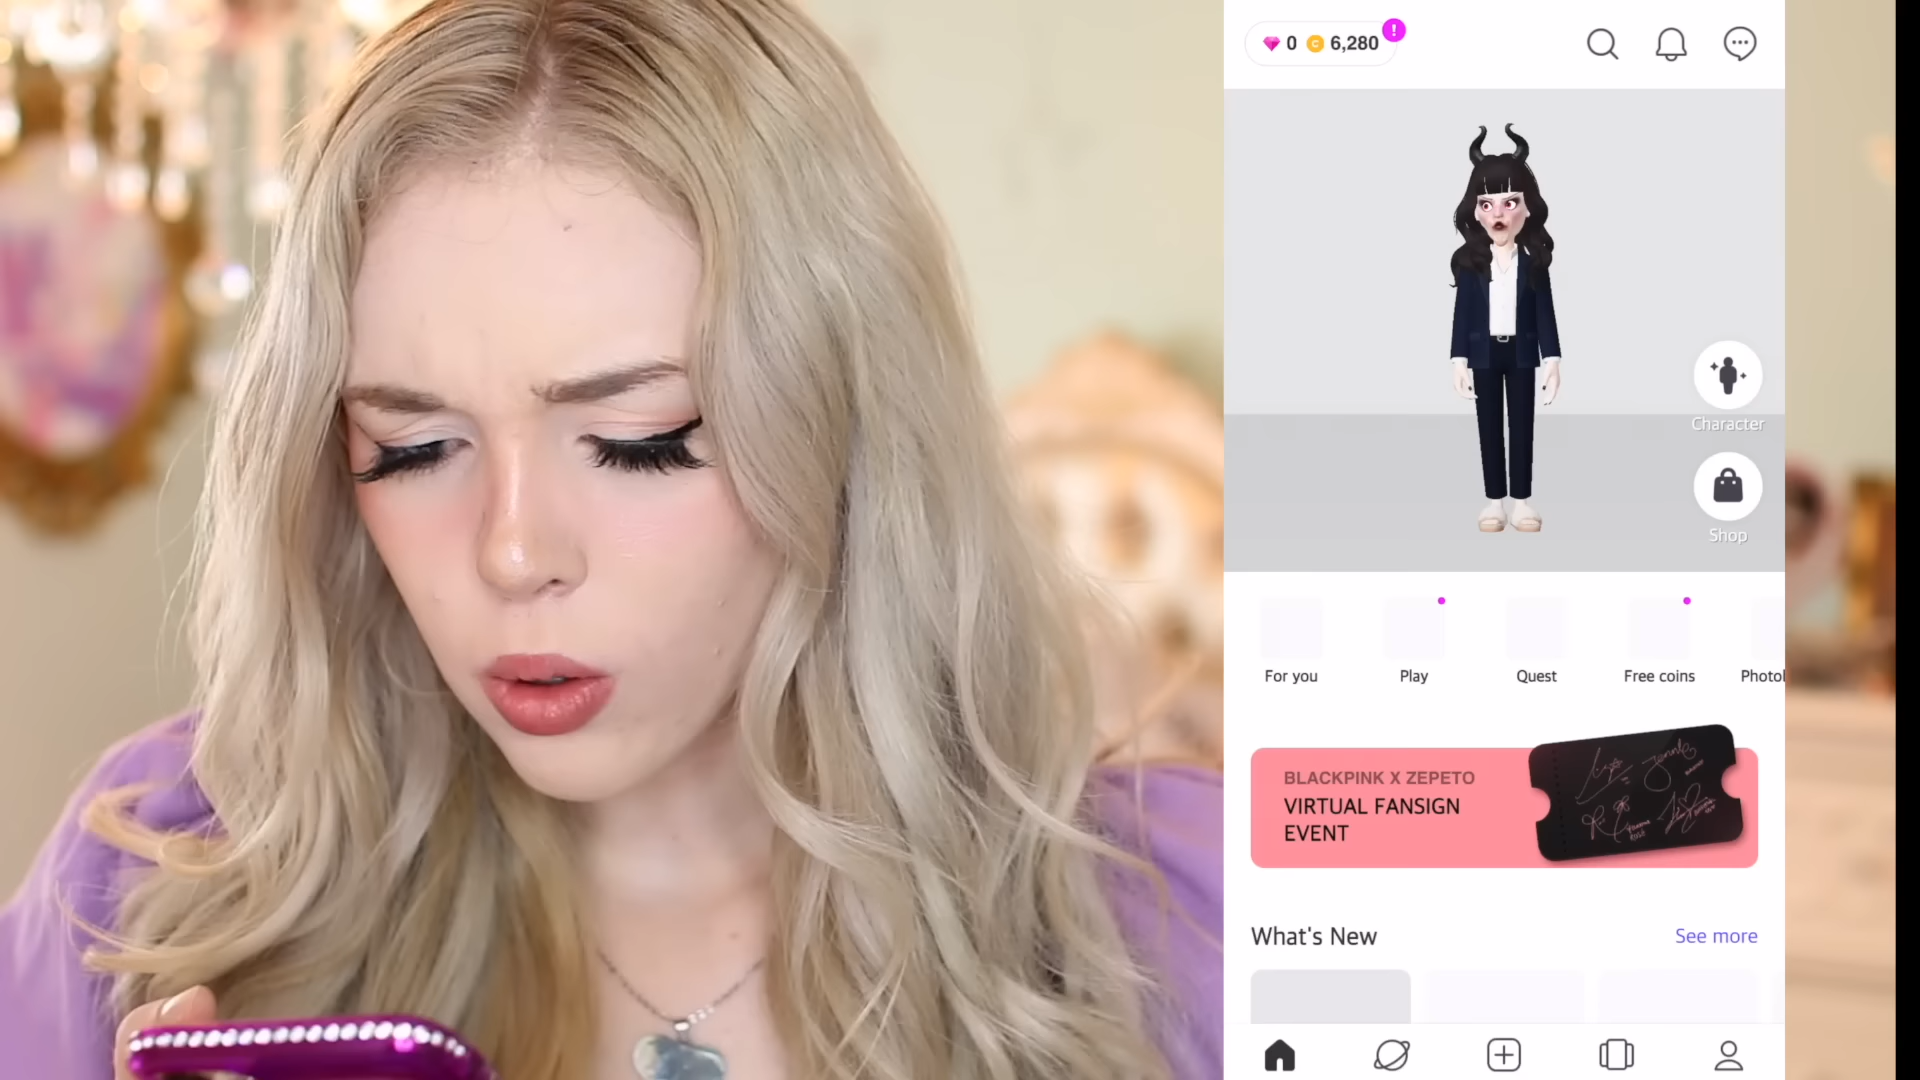 0 6,280 !
Character
Shop
For you Play Quest Free coins Photol
BLACKPINK X ZEPETO
VIRTUAL FANSIGN
EVENT
What's New See more